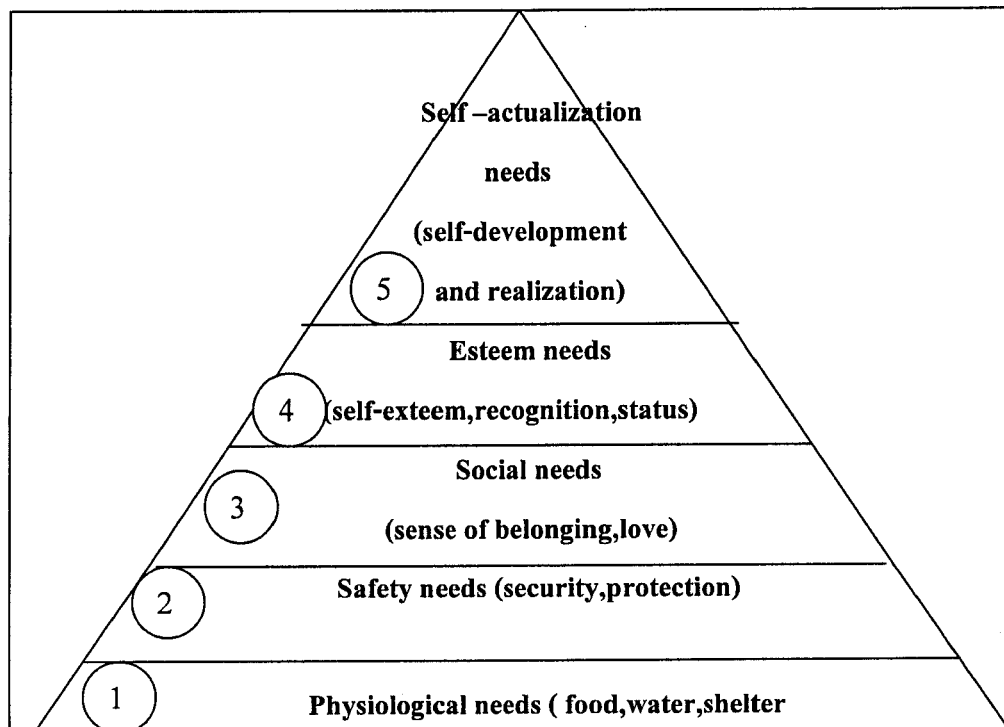 Self –actualization
needs
(self-development
5 and realization)
Esteem needs
4 (self-exteem,recognition,status)
Social needs
3
(sense of belonging,love)
2 Safety needs (security,protection)
1 Physiological needs ( food,water,shelter